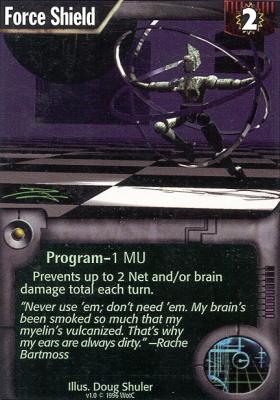 Force Shield
2
Program–1 MU
Prevents up to 2 Net and/or brain
damage total each turn.
“Never use 'em; don't need 'em. My brain's
been smoked so much that my
myelin's vulcanized. That's why
my ears are always dirty.” —Rache
Bartmoss
Illus. Doug Shuler
v1.0 © 1996 WotC